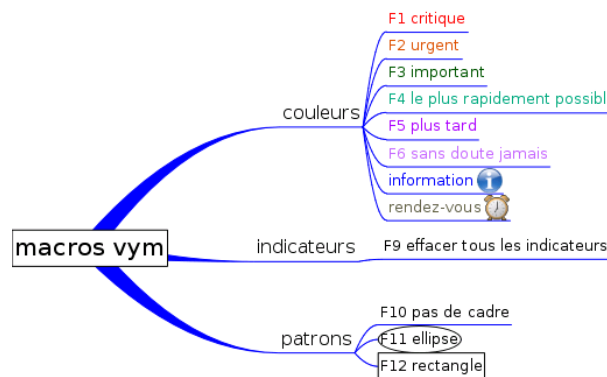 F1 critique
F2 urgent
F3 important
couleurs
F4 le plus rapidement possibl
F5 plus tard
F6 sans doute jamais
information
rendez-vous
macros vym
indicateurs
F9 effacer tous les indicateurs
F10 pas de cadre
patrons
F11 ellipse
F12 rectangle